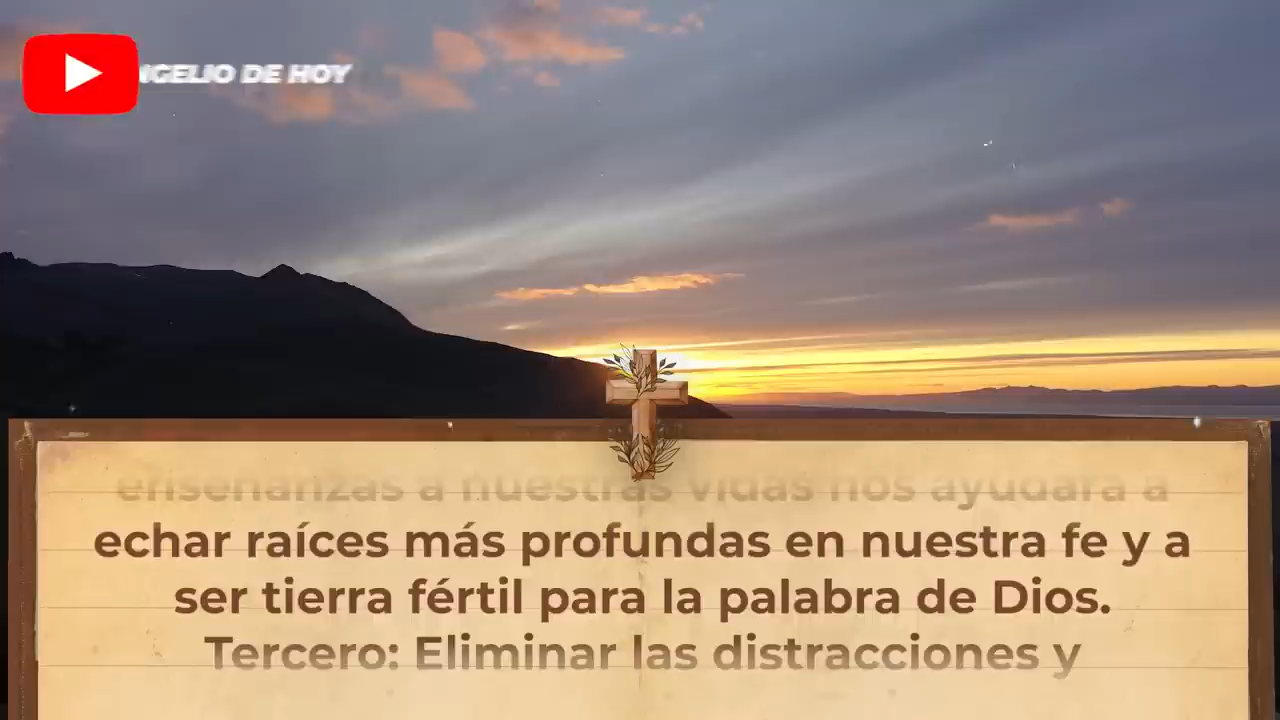 NGELIO DE HOY
enseñanzas a nuestras vidas nos ayudará a
echar raíces más profundas en nuestra fe y a
ser tierra fértil para la palabra de Dios.
Tercero: Eliminar las distracciones y